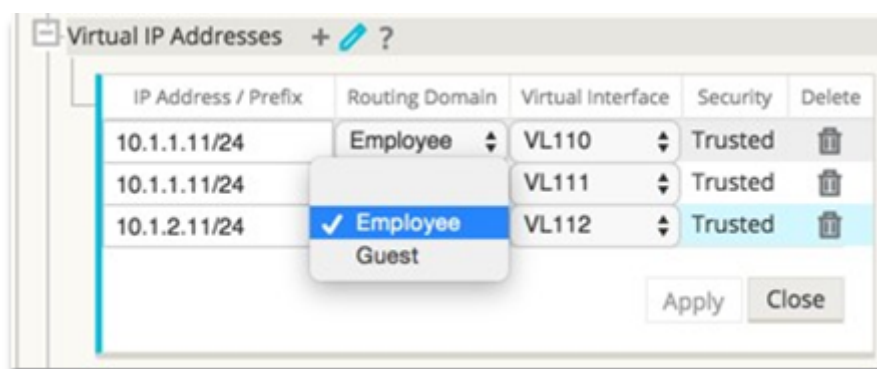 Virtual IP Addresses + ?
IP Address / Prefix Routing Domain Virtual Interface Security Delete
10.1.1.11/24 Employee VL110 Trusted
10.1.1.11/24 VL111 Trusted
10.1.2.11/24 ✓ Employee VL112 Trusted
Guest
Apply Close